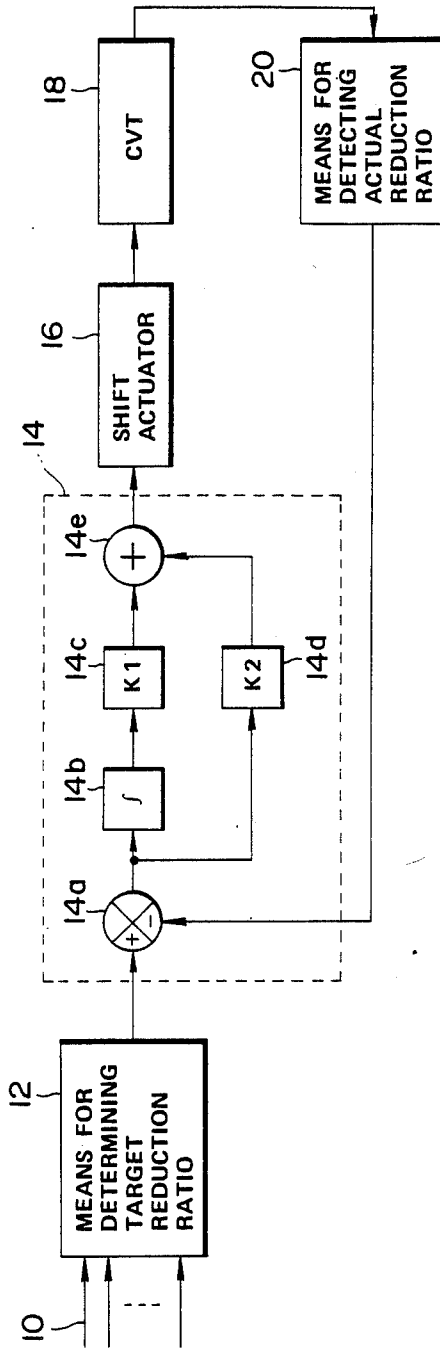 10
12
MEANS FOR
DETERMINING
TARGET
REDUCTION
RATIO
14
14a
+
−
14b
∫
14c
K1
14d
K2
14e
+
16
SHIFT
ACTUATOR
18
CVT
20
MEANS FOR
DETECTING
ACTUAL
REDUCTION
RATIO